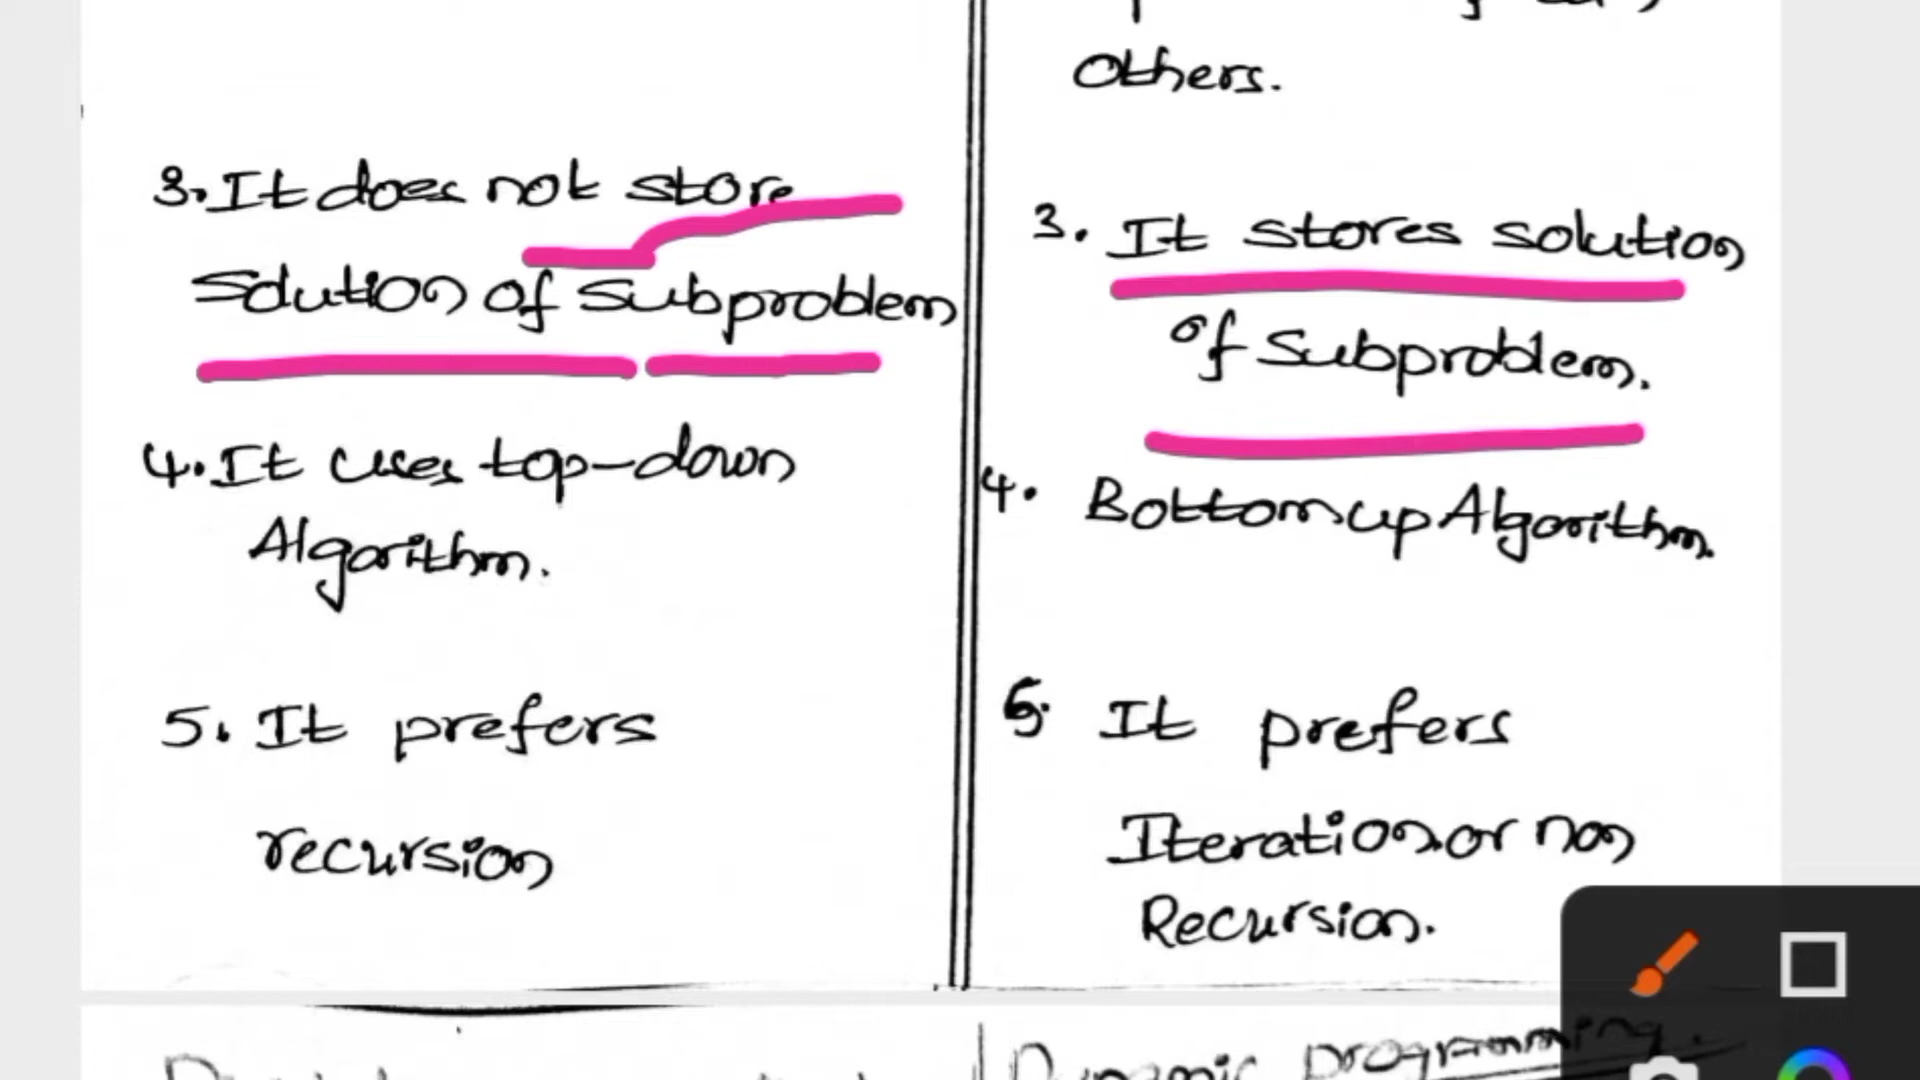 others.
3. It does not store
Solution of Subproblem
4. It uses top-down
Algorithm.
5. It prefers
recursion
3. It stores solution
of Subproblem.
4. Bottom up Algorithm.
5. It prefers
Iteration or non
Recursion.
Dynamic programming.